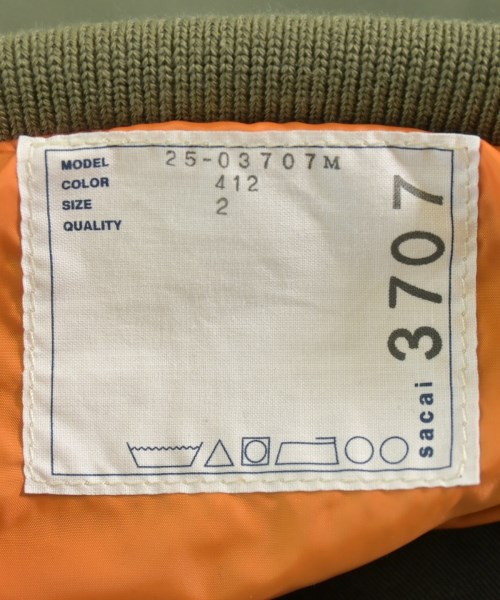 MODEL 25-03707M
COLOR 412
SIZE 2
QUALITY
sacai 3707